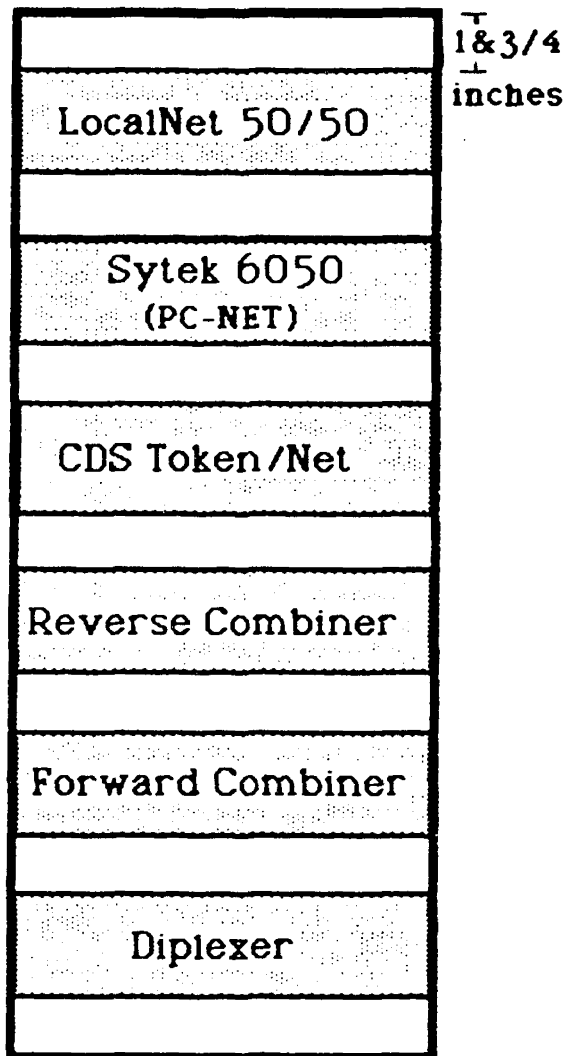 1&3/4
inches
LocalNet 50/50
Sytek 6050
(PC-NET)
CDS Token/Net
Reverse Combiner
Forward Combiner
Diplexer